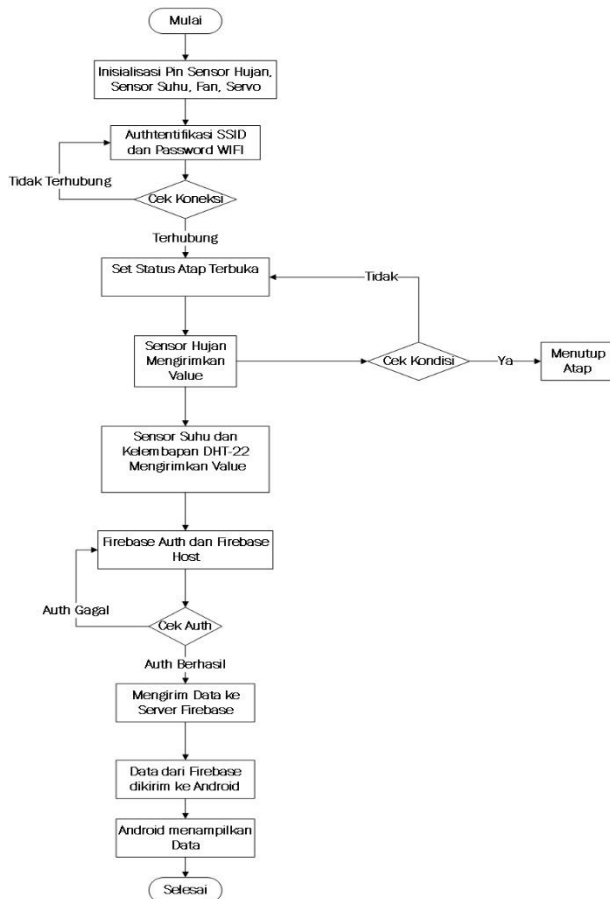 Mulai
Inisialisasi Pin Sensor Hujan,
Sensor Suhu, Fan, Servo
Authtentifikasi SSID
dan Password WIFI
Tidak Terhubung
Cek Koneksi
Terhubung
Set Status Atap Terbuka
Tidak
Sensor Hujan
Mengirimkan
Value
Cek Kondisi
Ya
Menutup
Atap
Sensor Suhu dan
Kelembapan DHT-22
Mengirimkan Value
Firebase Auth dan Firebase
Host
Auth Gagal
Cek Auth
Auth Berhasil
Mengirim Data ke
Server Firebase
Data dari Firebase
dikirim ke Android
Android menampilkan
Data
Selesai